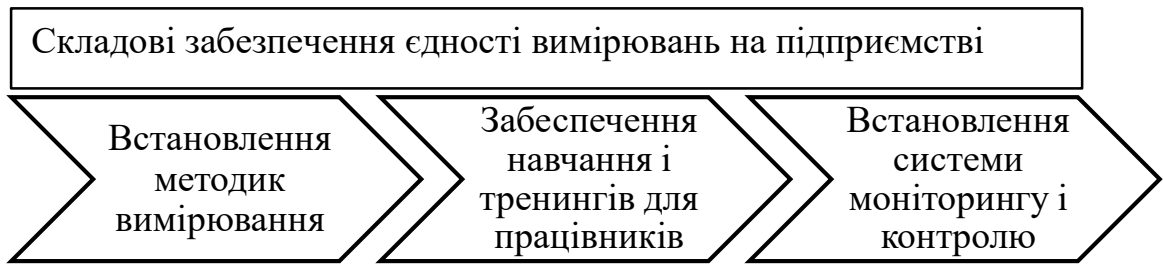 Складові забезпечення єдності вимірювань на підприємстві
Встановлення
методик
вимірювання
Забеспечення
навчання і
тренингів для
працівників
Встановлення
системи
моніторингу і
контролю